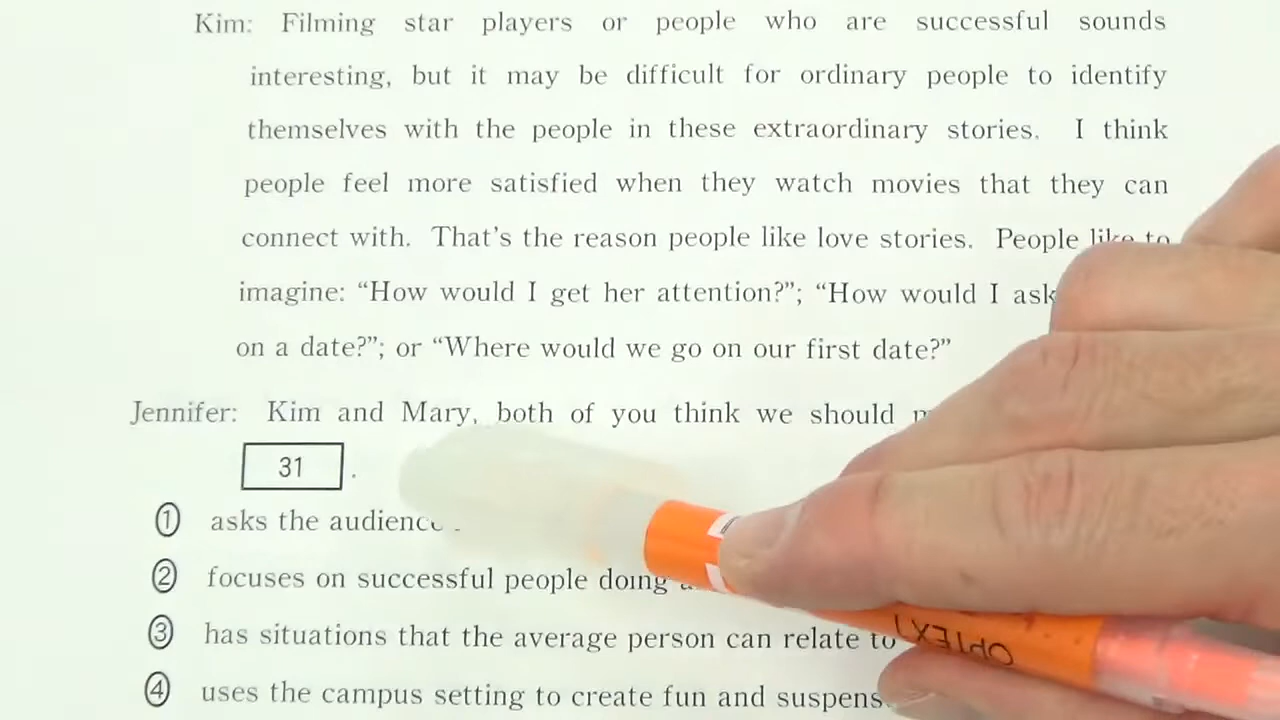 Kim: Filming star players or people who are successful sounds
interesting, but it may be difficult for ordinary people to identify
themselves with the people in these extraordinary stories. I think
people feel more satisfied when they watch movies that they can
connect with. That's the reason people like love stories. People like to
imagine: “How would I get her attention?”; “How would I ask
on a date?”; or “Where would we go on our first date?”
Jennifer: Kim and Mary, both of you think we should
31 .
① asks the audience
② focuses on successful people doing
③ has situations that the average person can relate to
④ uses the campus setting to create fun and
OPTEX 1